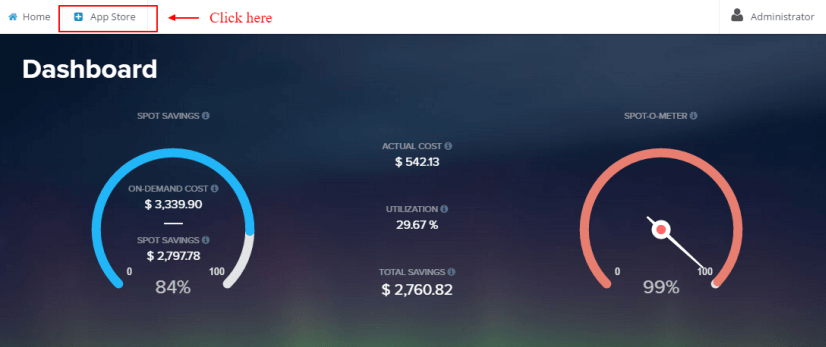 Home
App Store
Click here
Administrator
Dashboard
SPOT SAVINGS
ON-DEMAND COST
$ 3,339.90
SPOT SAVINGS
$ 2,797.78
0
100
84%
ACTUAL COST
$ 542.13
UTILIZATION
29.67 %
TOTAL SAVINGS
$ 2,760.82
SPOT-O-METER
0
100
99%